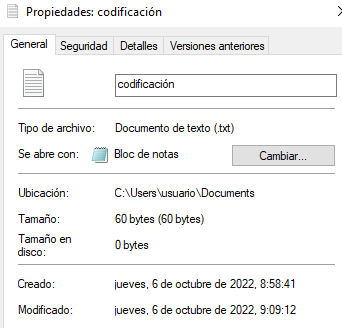 Propiedades: codificación
General Seguridad Detalles Versiones anteriores
codificación
Tipo de archivo: Documento de texto (.txt)
Se abre con: Bloc de notas Cambiar...
Ubicación: C:\Users\usuario\Documents
Tamaño: 60 bytes (60 bytes)
Tamaño en
disco: 0 bytes
Creado: jueves, 6 de octubre de 2022, 8:58:41
Modificado: jueves, 6 de octubre de 2022, 9:09:12